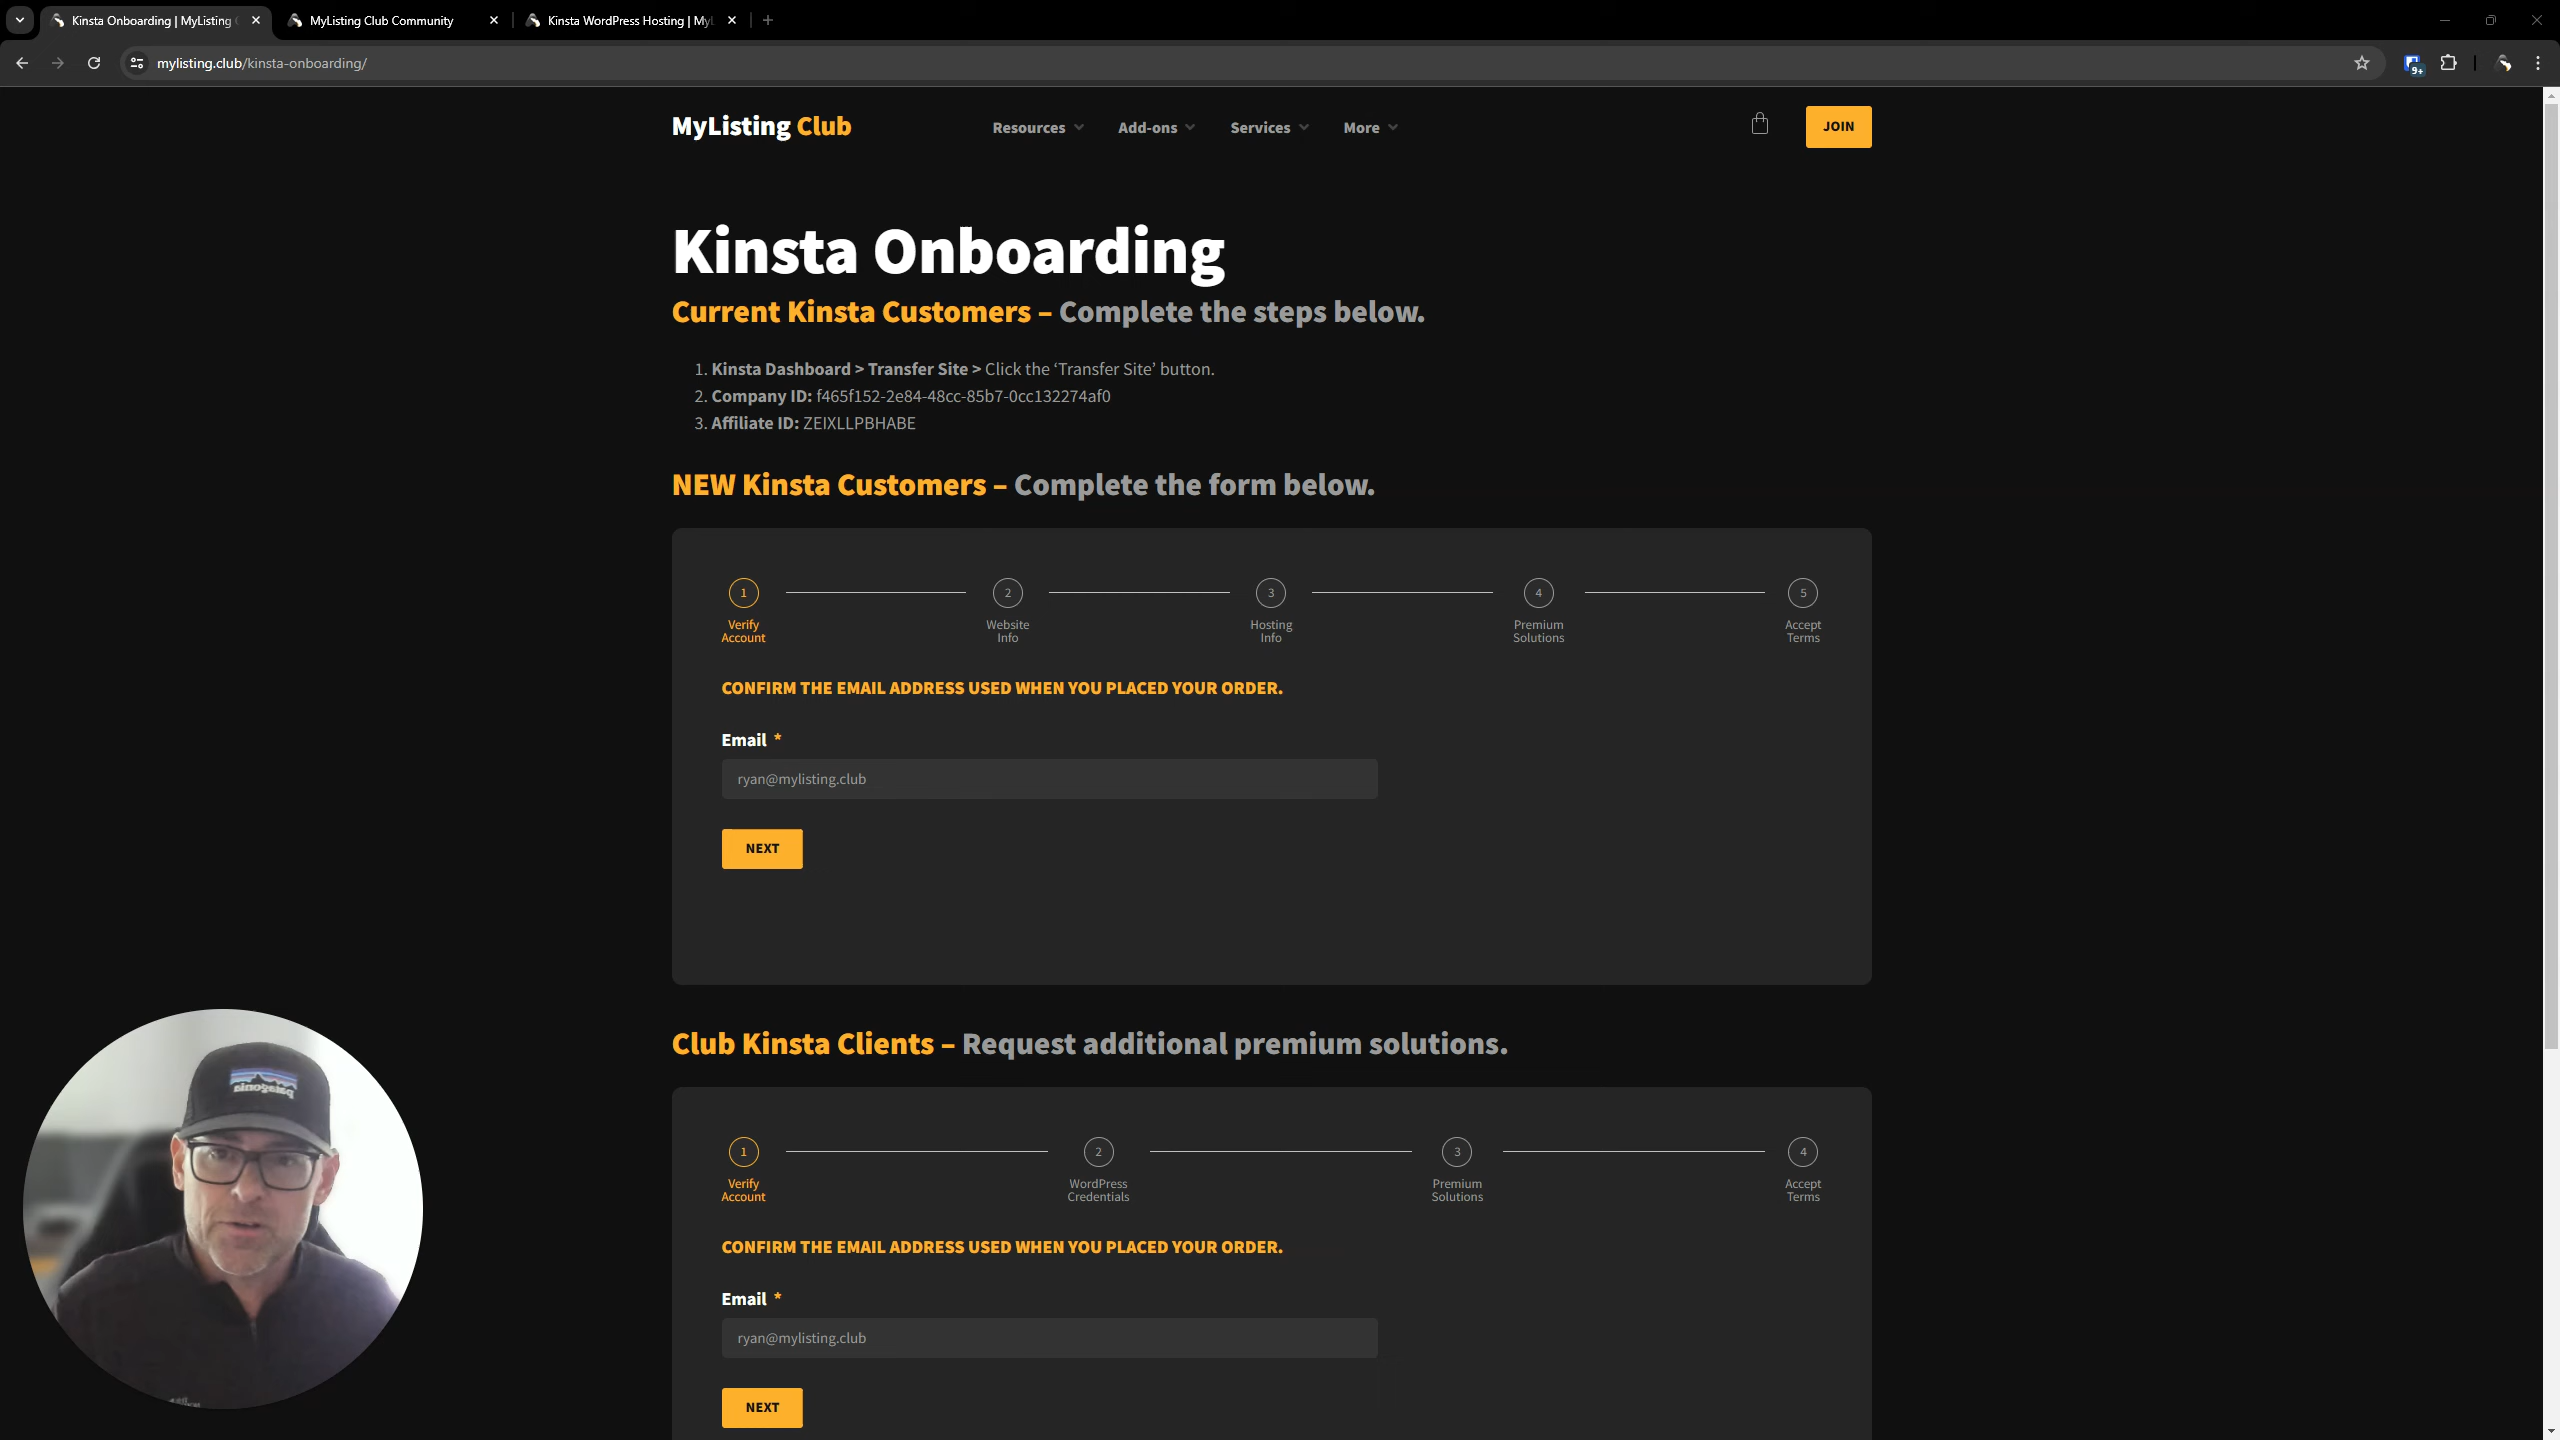 Kinsta Onboarding | MyListing C
MyListing Club Community
Kinsta WordPress Hosting | MyL
mylisting.club/kinsta-onboarding/
9+
MyListing Club
Resources
Add-ons
Services
More
JOIN
Kinsta Onboarding
Current Kinsta Customers – Complete the steps below.
1. Kinsta Dashboard > Transfer Site > Click the ‘Transfer Site’ button.
2. Company ID: f465f152-2e84-48cc-85b7-0cc132274af0
3. Affiliate ID: ZEIXLLPBHABE
NEW Kinsta Customers – Complete the form below.
1
2
3
4
5
Verify
Account
Website
Info
Hosting
Info
Premium
Solutions
Accept
Terms
CONFIRM THE EMAIL ADDRESS USED WHEN YOU PLACED YOUR ORDER.
Email *
ryan@mylisting.club
NEXT
Club Kinsta Clients – Request additional premium solutions.
1
2
3
4
Verify
Account
WordPress
Credentials
Premium
Solutions
Accept
Terms
CONFIRM THE EMAIL ADDRESS USED WHEN YOU PLACED YOUR ORDER.
Email *
ryan@mylisting.club
NEXT
patagonia